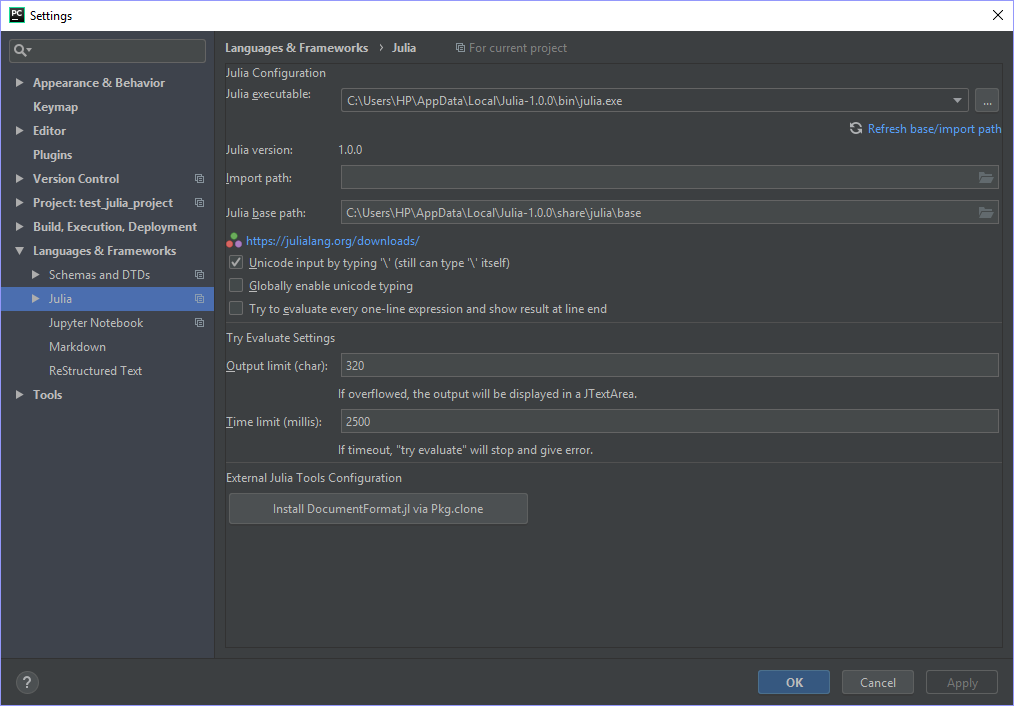 PC Settings
Appearance & Behavior
Keymap
Editor
Plugins
Version Control
Project: test_julia_project
Build, Execution, Deployment
Languages & Frameworks
Schemas and DTDs
Julia
Jupyter Notebook
Markdown
ReStructured Text
Tools
Languages & Frameworks › Julia For current project
Julia Configuration
Julia executable: C:\Users\HP\AppData\Local\Julia-1.0.0\bin\julia.exe ...
Refresh base/import path
Julia version: 1.0.0
Import path:
Julia base path: C:\Users\HP\AppData\Local\Julia-1.0.0\share\julia\base
https://julialang.org/downloads/
Unicode input by typing '\' (still can type '\' itself)
Globally enable unicode typing
Try to evaluate every one-line expression and show result at line end
Try Evaluate Settings
Output limit (char): 320
If overflowed, the output will be displayed in a JTextArea.
Time limit (millis): 2500
If timeout, "try evaluate" will stop and give error.
External Julia Tools Configuration
Install DocumentFormat.jl via Pkg.clone
? OK Cancel Apply